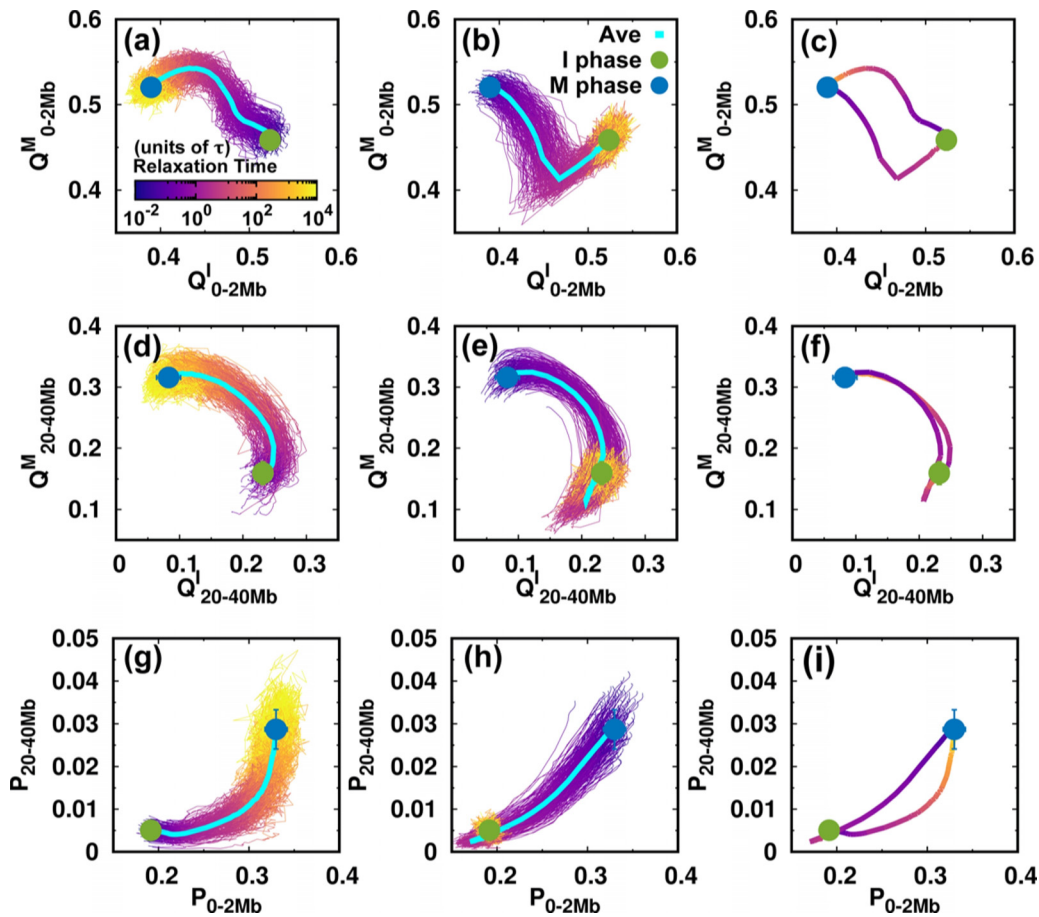 (a)
0.6
0.5
0.4
Q^M_0-2Mb
(units of τ)
Relaxation Time
10^-2 10^0 10^2 10^4
0.4 0.5 0.6
Q^I_0-2Mb
(b)
Ave
I phase
M phase
0.6
0.5
0.4
Q^M_0-2Mb
0.4 0.5 0.6
Q^I_0-2Mb
(c)
0.6
0.5
0.4
Q^M_0-2Mb
0.4 0.5 0.6
Q^I_0-2Mb
(d)
0.4
0.3
0.2
0.1
Q^M_20-40Mb
0 0.1 0.2 0.3
Q^I_20-40Mb
(e)
0.4
0.3
0.2
0.1
Q^M_20-40Mb
0 0.1 0.2 0.3
Q^I_20-40Mb
(f)
0.4
0.3
0.2
0.1
Q^M_20-40Mb
0 0.1 0.2 0.3
Q^I_20-40Mb
(g)
0.05
0.04
0.03
0.02
0.01
0
P_20-40Mb
0.2 0.3 0.4
P_0-2Mb
(h)
0.05
0.04
0.03
0.02
0.01
0
P_20-40Mb
0.2 0.3 0.4
P_0-2Mb
(i)
0.05
0.04
0.03
0.02
0.01
0
P_20-40Mb
0.2 0.3 0.4
P_0-2Mb